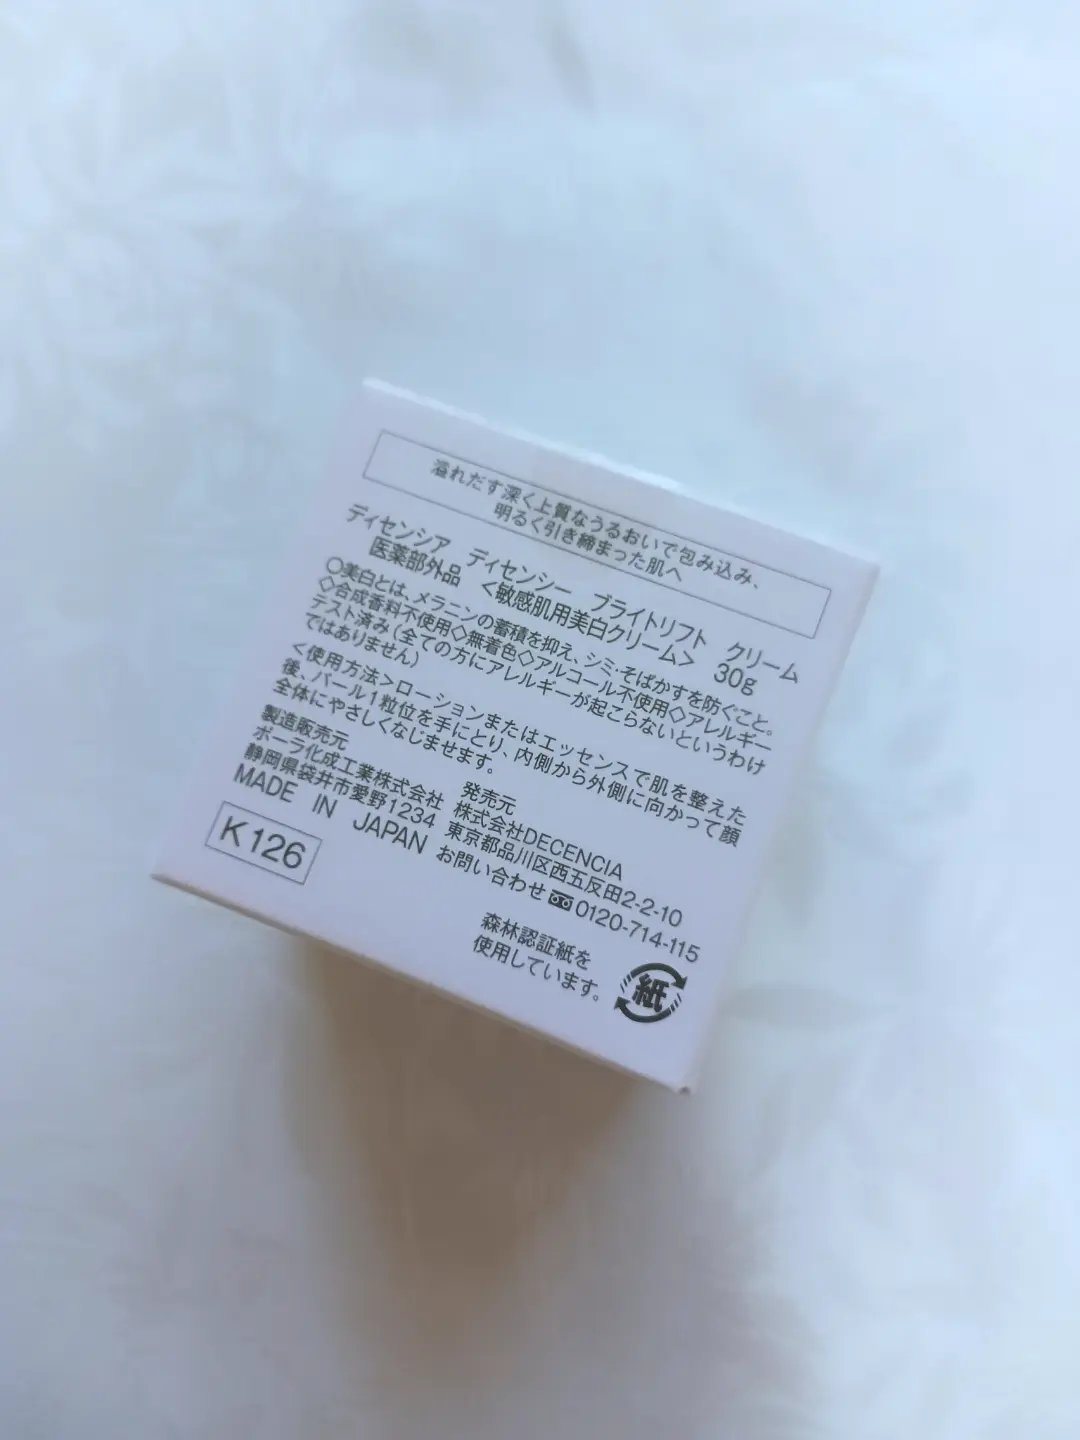 溢れだす深く上質なうるおいで包み込み、
明るく引き締まった肌へ
ディセンシア ディセンシー ブライトリフト クリーム
医薬部外品 <敏感肌用美白クリーム> 30g
○美白とは、メラニンの蓄積を抑え、シミ・そばかすを防ぐこと。
◇合成香料不使用◇無着色◇アルコール不使用◇アレルギー
テスト済み(全ての方にアレルギーが起こらないというわけ
ではありません)
<使用方法>ローションまたはエッセンスで肌を整えた
後、パール1粒位を手にとり、内側から外側に向かって顔
全体にやさしくなじませます。
製造販売元
ポーラ化成工業株式会社
静岡県袋井市愛野1234
MADE IN JAPAN
発売元
株式会社DECENCIA
東京都品川区西五反田2-2-10
お問い合わせ 0120-714-115
K126
森林認証紙を
使用しています。
紙